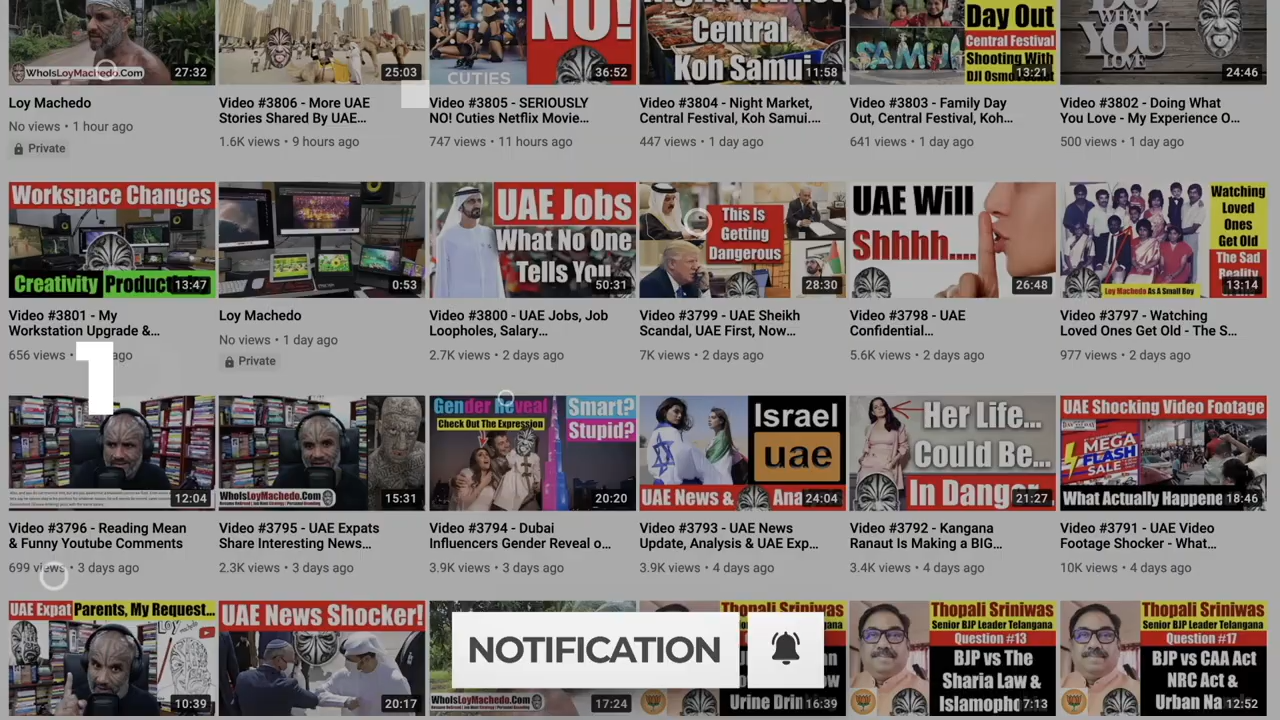 WhoIsLoyMachedo.Com
27:32
25:03
CUTIES
NO!
36:52
Night Market
Central
Koh Samui
11:58
SAMUI
Day Out
Central Festival
Shooting With
13:21
DO
WHAT
YOU
LOVE
24:46
Loy Machedo
No views • 1 hour ago
Private
Video #3806 - More UAE
Stories Shared By UAE…
1.6K views • 9 hours ago
Video #3805 - SERIOUSLY
NO! Cuties Netflix Movie…
747 views • 11 hours ago
Video #3804 - Night Market,
Central Festival, Koh Samui.…
447 views • 1 day ago
Video #3803 - Family Day
Out, Central Festival, Koh…
641 views • 1 day ago
Video #3802 - Doing What
You Love - My Experience O…
500 views • 1 day ago
Workspace Changes
Creativity
13:47
0:53
UAE Jobs
What No One
Tells You
50:31
This Is
Getting
Dangerous
28:30
UAE Will
Shhhh....
26:48
Watching
Loved
Ones
Get Old
The Sad
Reality
Loy Machedo As A Small Boy
13:14
Video #3801 - My
Workstation Upgrade &…
656 views • ago
Loy Machedo
No views • 1 day ago
Private
Video #3800 - UAE Jobs, Job
Loopholes, Salary…
2.7K views • 2 days ago
Video #3799 - UAE Sheikh
Scandal, UAE First, Now…
7K views • 2 days ago
Video #3798 - UAE
Confidential…
5.6K views • 2 days ago
Video #3797 - Watching
Loved Ones Get Old - The S…
977 views • 2 days ago
1
12:04
WhoIsLoyMachedo.Com
15:31
Gender Reveal
Check Out The Expression
Smart?
Stupid?
20:20
Israel
uae
UAE News &
24:04
Her Life...
Could Be...
In Danger
21:27
UAE Shocking Video Footage
MEGA
FLASH
SALE
What Actually Happene
18:46
Video #3796 - Reading Mean
& Funny Youtube Comments
699 views • 3 days ago
Video #3795 - UAE Expats
Share Interesting News…
2.3K views • 3 days ago
Video #3794 - Dubai
Influencers Gender Reveal o…
3.9K views • 3 days ago
Video #3793 - UAE News
Update, Analysis & UAE Exp…
3.9K views • 4 days ago
Video #3792 - Kangana
Ranaut Is Making a BIG…
3.4K views • 4 days ago
Video #3791 - UAE Video
Footage Shocker - What…
10K views • 4 days ago
UAE Expat Parents, My Request...
10:39
UAE News Shocker!
20:17
WhoIsLoyMachedo.Com
17:24
Thopali Sriniwas
Senior BJP Leader Telangana
Urine Drin
16:39
Thopali Sriniwas
Senior BJP Leader Telangana
Question #13
BJP vs The
Sharia Law &
Islamopho
7:13
Thopali Sriniwas
Senior BJP Leader Telangana
Question #17
BJP vs CAA Act
NRC Act &
Urban Na
12:52
NOTIFICATION